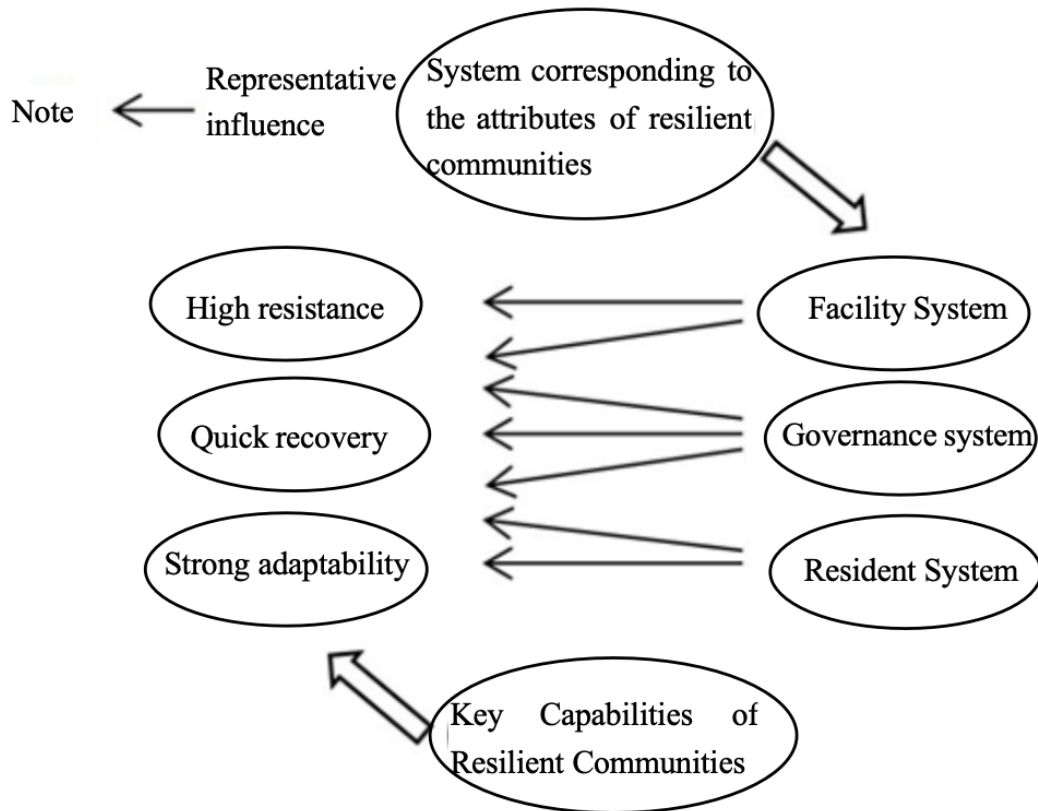 Note
Representative
influence
System corresponding to
the attributes of resilient
communities
High resistance
Facility System
Quick recovery
Governance system
Strong adaptability
Resident System
Key Capabilities of
Resilient Communities